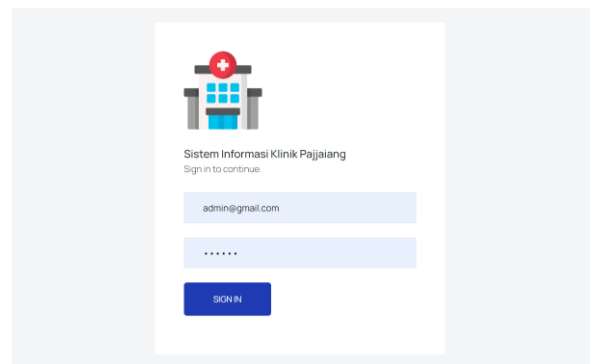 Sistem Informasi Klinik Pajjaiang
Sign in to continue.
admin@gmail.com
••••••
SIGN IN